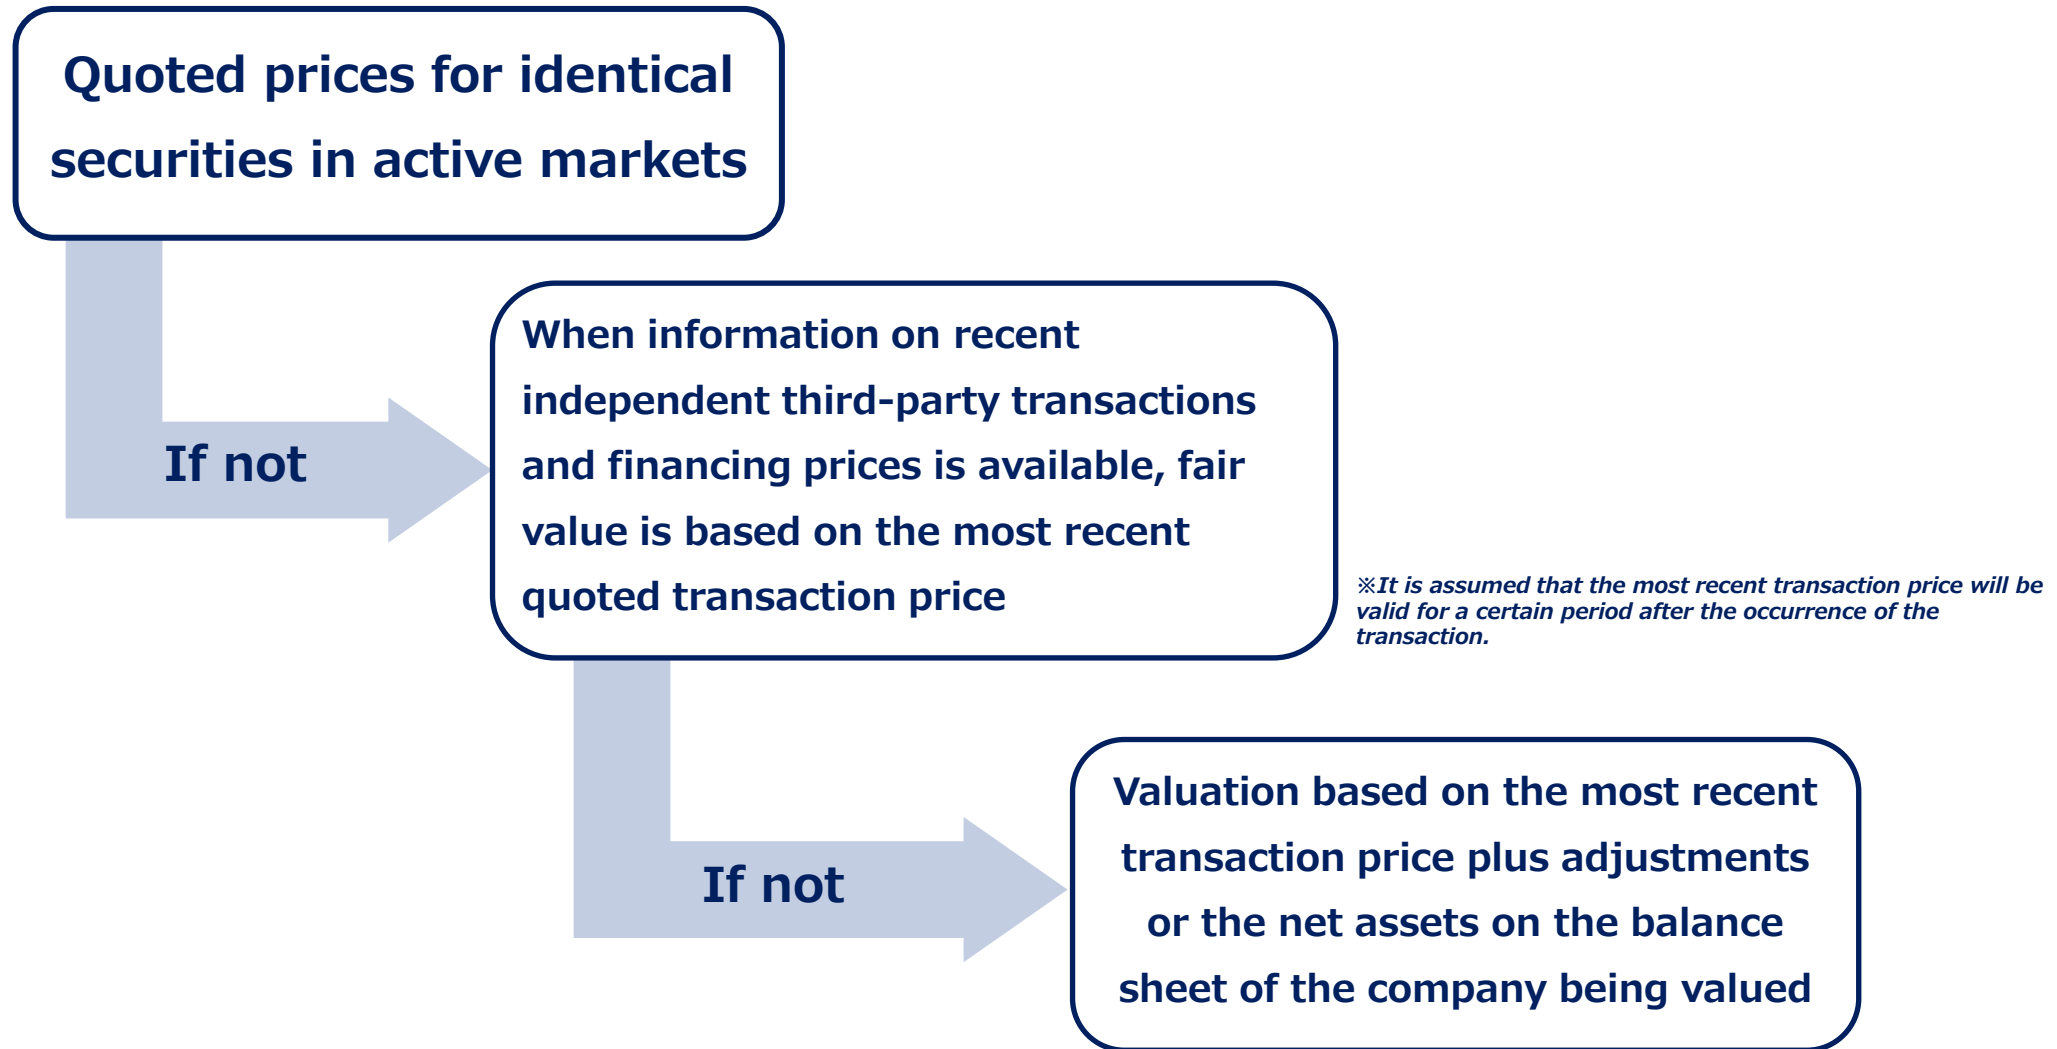 Quoted prices for identical
securities in active markets
If not
When information on recent
independent third-party transactions
and financing prices is available, fair
value is based on the most recent
quoted transaction price
※It is assumed that the most recent transaction price will be
valid for a certain period after the occurrence of the
transaction.
If not
Valuation based on the most recent
transaction price plus adjustments
or the net assets on the balance
sheet of the company being valued